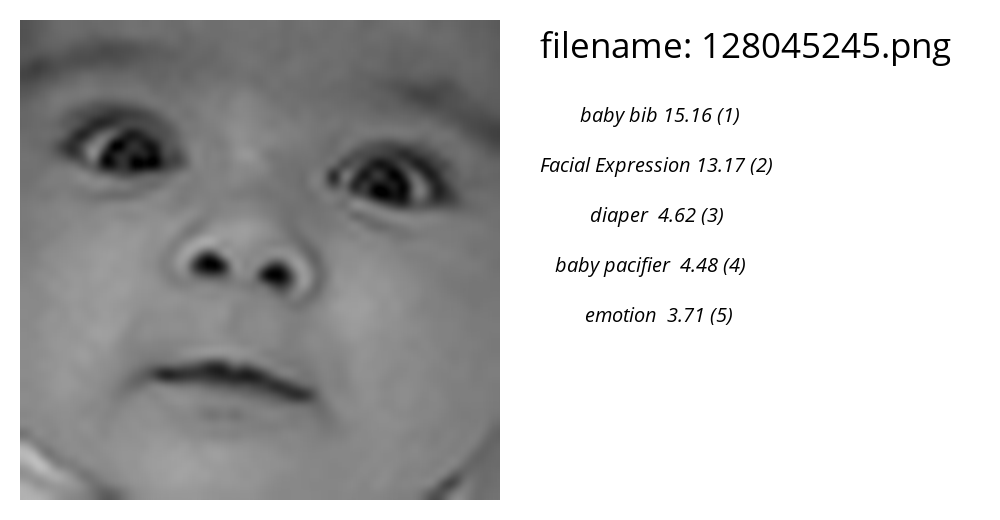 filename: 128045245.png
baby bib 15.16 (1)
Facial Expression 13.17 (2)
diaper 4.62 (3)
baby pacifier 4.48 (4)
emotion 3.71 (5)